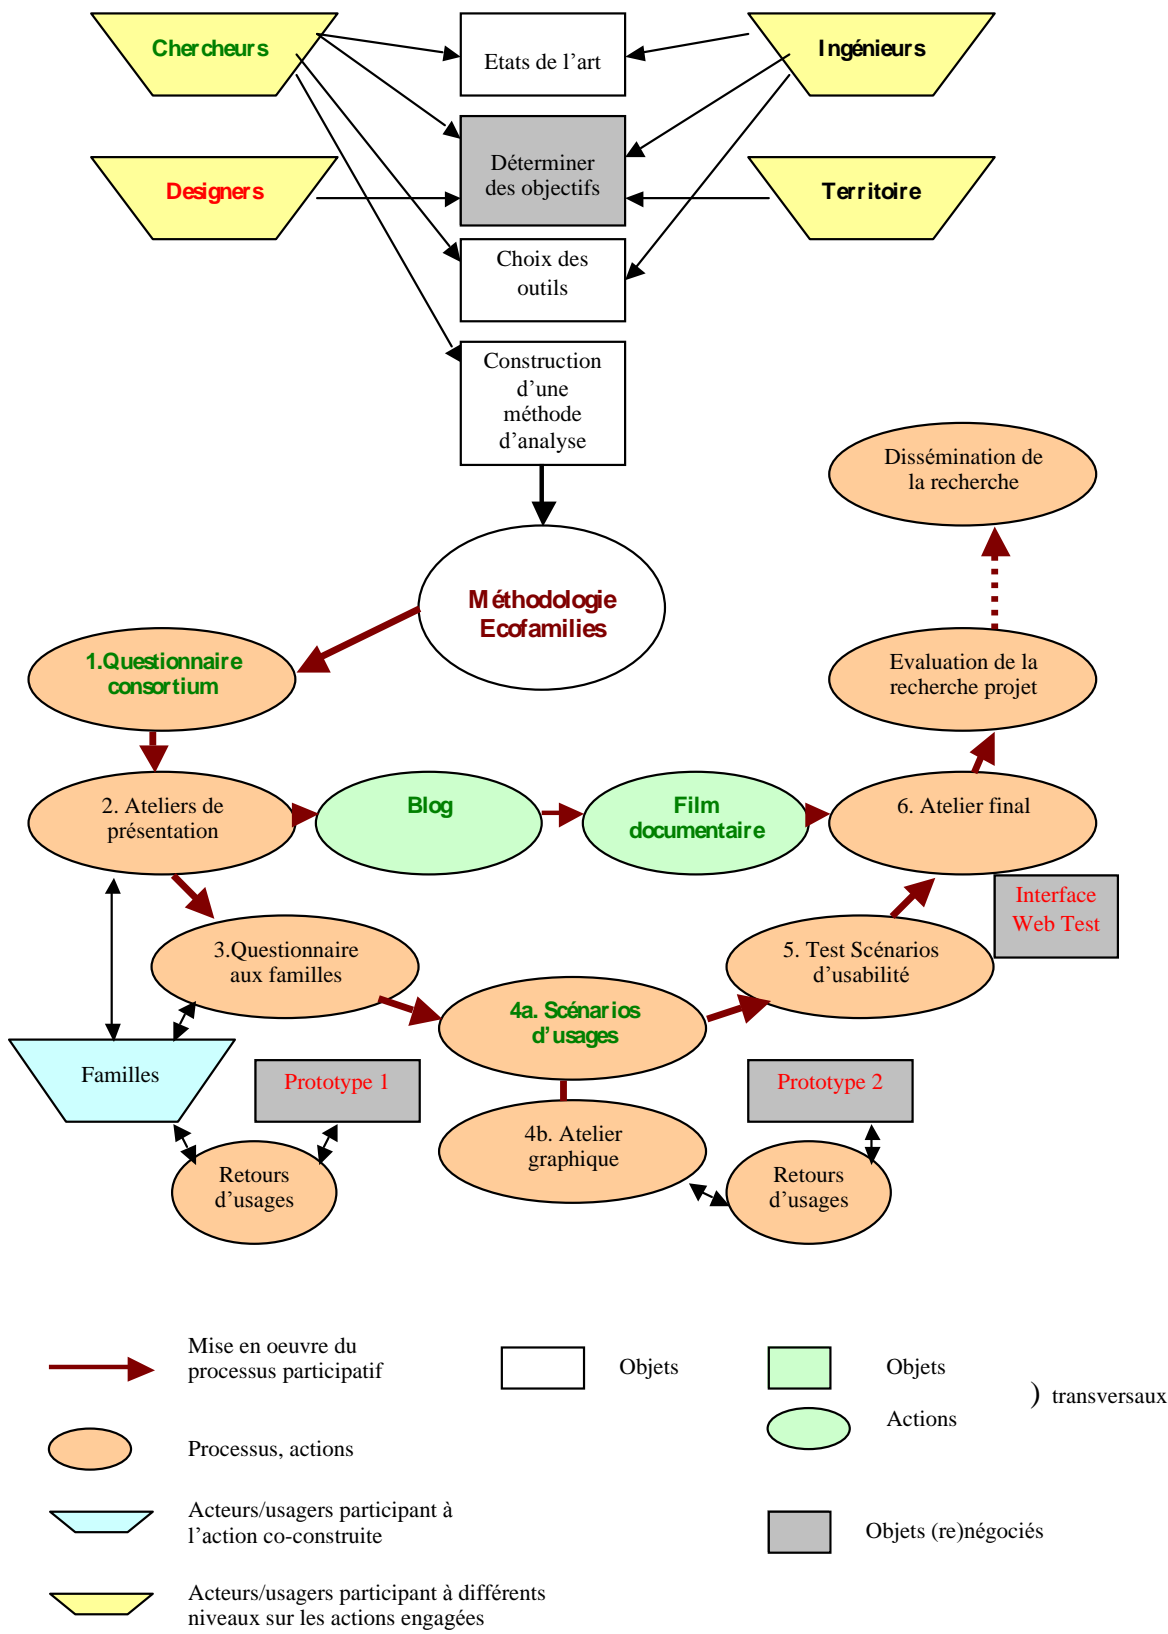 Chercheurs
Etats de l’art
Ingénieurs
Déterminer
des objectifs
Designers
Territoire
Choix des
outils
Construction
d’une
méthode
d’analyse
Dissémination de
la recherche
Méthodologie
Ecofamilies
1.Questionnaire
consortium
Evaluation de la
recherche projet
2. Ateliers de
présentation
Blog
Film
documentaire
6. Atelier final
Interface
Web Test
3.Questionnaire
aux familles
5. Test Scénarios
d’usabilité
4a. Scénarios
d’usages
Familles
Prototype 1
Prototype 2
4b. Atelier
graphique
Retours
d’usages
Retours
d’usages
Mise en oeuvre du
processus participatif
Objets
Objets
Actions
) transversaux
Processus, actions
Acteurs/usagers participant à
l’action co-construite
Objets (re)négociés
Acteurs/usagers participant à différents
niveaux sur les actions engagées